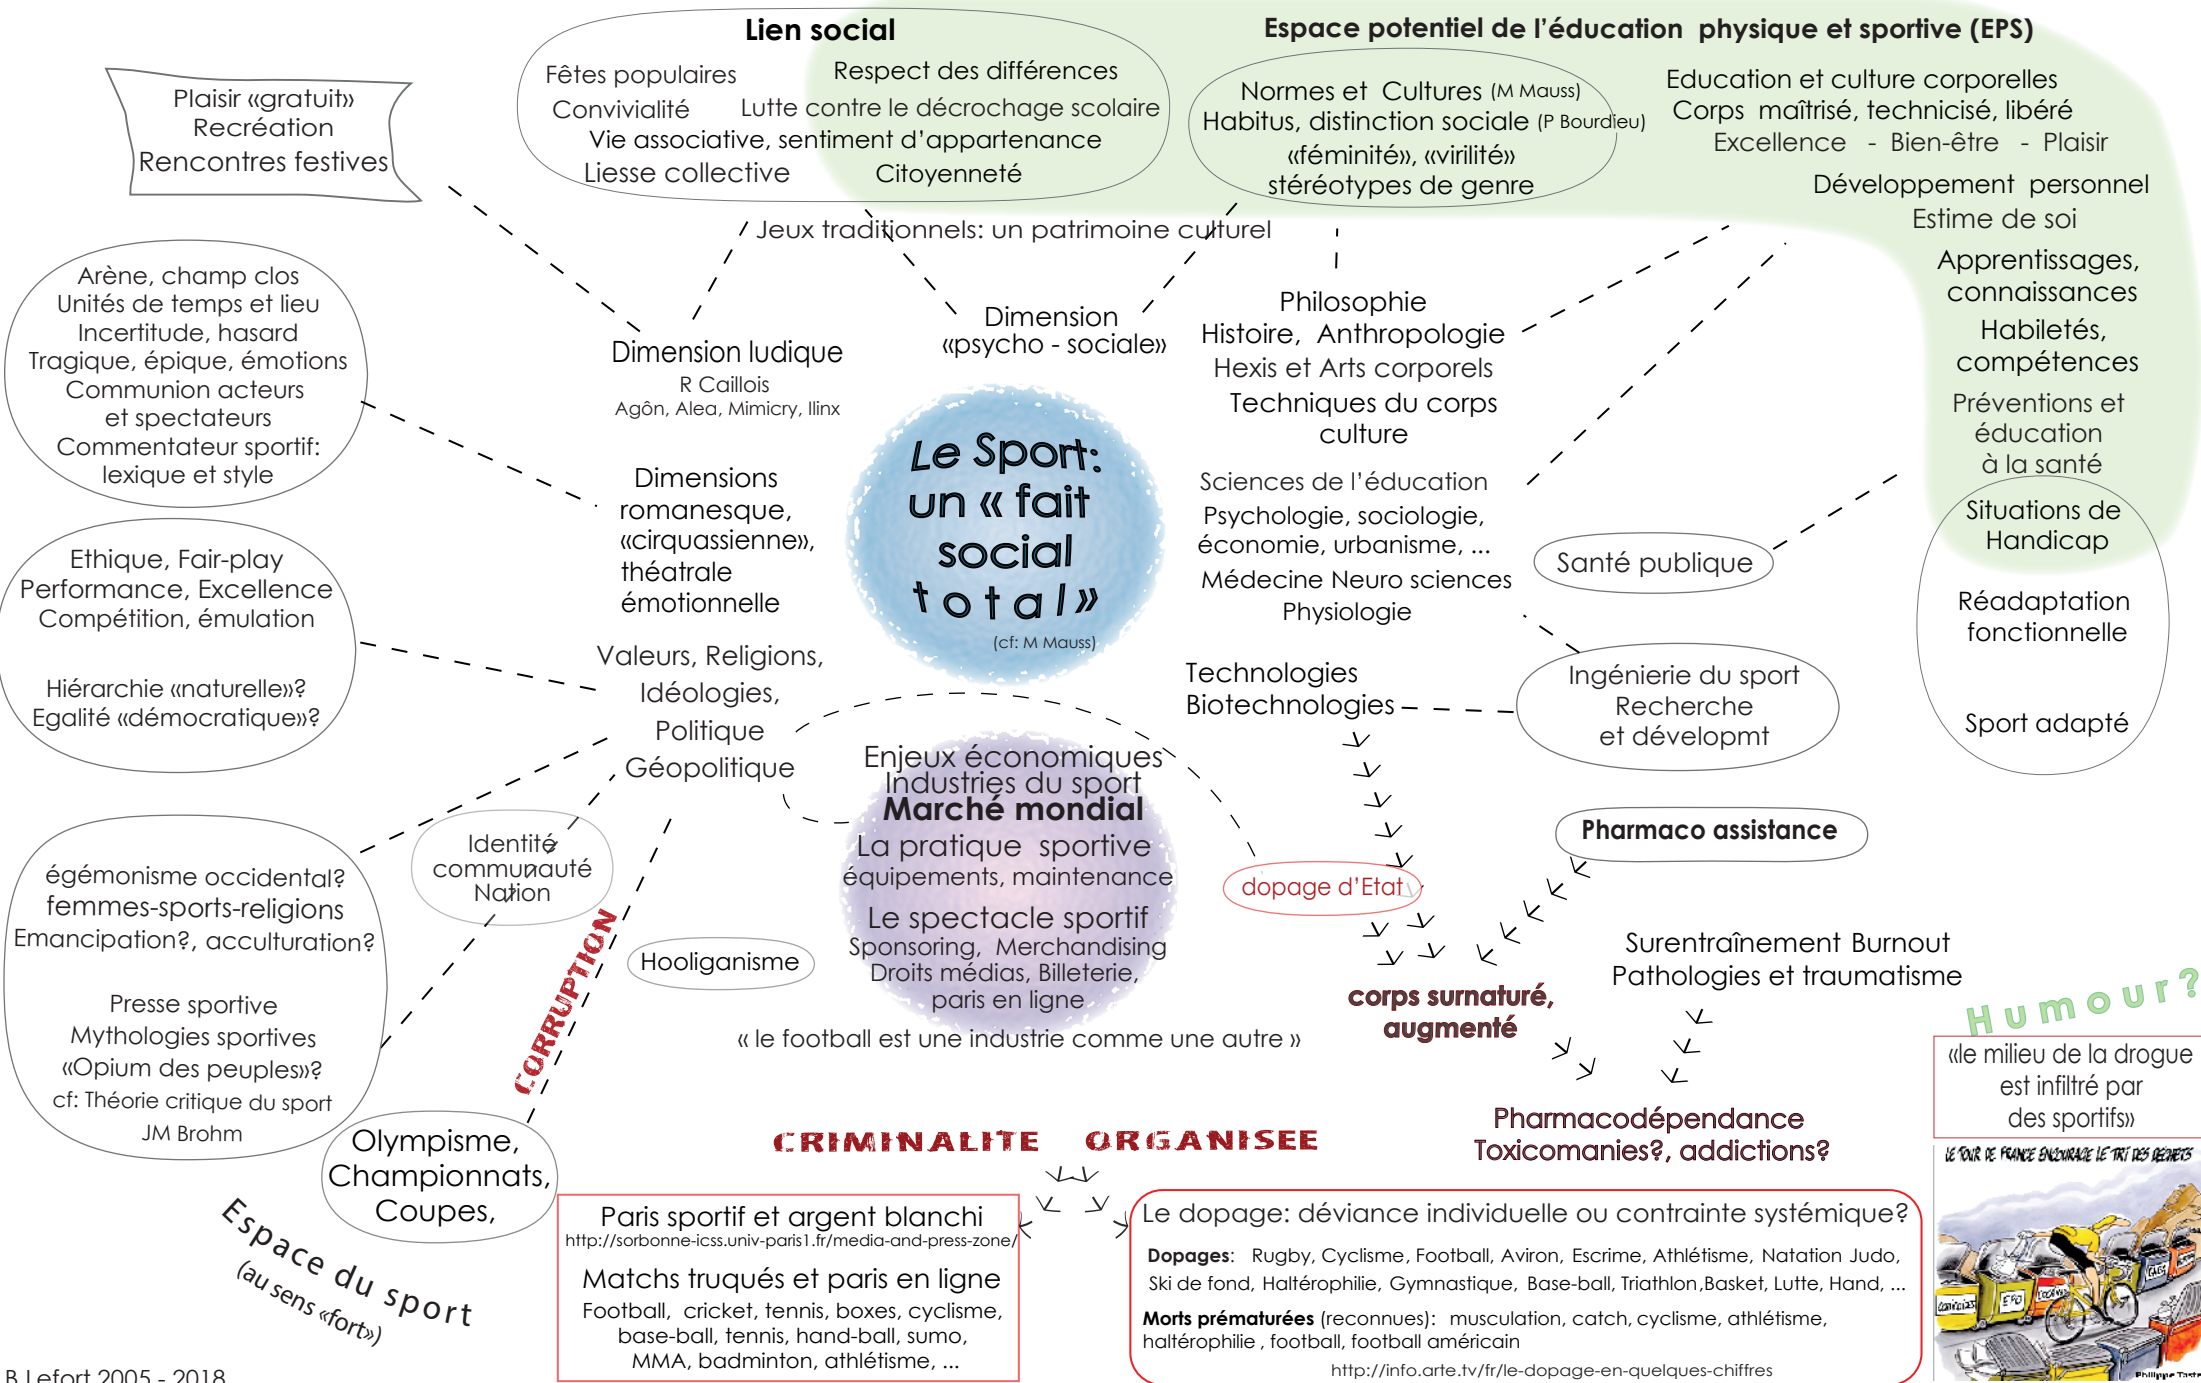 Lien social
Fêtes populaires
Respect des différences
Convivialité
Lutte contre le décrochage scolaire
Vie associative, sentiment d’appartenance
Liesse collective
Citoyenneté
Espace potentiel de l’éducation physique et sportive (EPS)
Normes et Cultures (M Mauss)
Habitus, distinction sociale (P Bourdieu)
«féminité», «virilité»
stéréotypes de genre
Education et culture corporelles
Corps maîtrisé, technicisé, libéré
Excellence - Bien-être - Plaisir
Développement personnel
Estime de soi
Apprentissages,
connaissances
Habiletés,
compétences
Préventions et
éducation
à la santé
Situations de
Handicap
Réadaptation
fonctionnelle
Sport adapté
Plaisir «gratuit»
Recréation
Rencontres festives
Jeux traditionnels: un patrimoine culturel
Arène, champ clos
Unités de temps et lieu
Incertitude, hasard
Tragique, épique, émotions
Communion acteurs
et spectateurs
Commentateur sportif:
lexique et style
Dimension ludique
R Caillois
Agôn, Alea, Mimicry, Ilinx
Dimension
«psycho - sociale»
Philosophie
Histoire, Anthropologie
Hexis et Arts corporels
Techniques du corps
culture
Sciences de l’éducation
Psychologie, sociologie,
économie, urbanisme, ...
Médecine Neuro sciences
Physiologie
Santé publique
Le Sport:
un « fait
social
total»
(cf: M Mauss)
Dimensions
romanesque,
«cirquassienne»,
théatrale
émotionnelle
Ethique, Fair-play
Performance, Excellence
Compétition, émulation
Hiérarchie «naturelle»?
Egalité «démocratique»?
Valeurs, Religions,
Idéologies,
Politique
Géopolitique
Technologies
Biotechnologies
Ingénierie du sport
Recherche
et dévelopmt
Enjeux économiques
Industries du sport
Marché mondial
La pratique sportive
équipements, maintenance
Le spectacle sportif
Sponsoring, Merchandising
Droits médias, Billeterie,
paris en ligne
« le football est une industrie comme une autre »
Pharmaco assistance
dopage d’Etat
Identité
communauté
Nation
égémonisme occidental?
femmes-sports-religions
Emancipation?, acculturation?
Presse sportive
Mythologies sportives
«Opium des peuples»?
cf: Théorie critique du sport
JM Brohm
CORRUPTION
Hooliganisme
corps surnaturé,
augmenté
Surentraînement Burnout
Pathologies et traumatisme
Pharmacodépendance
Toxicomanies?, addictions?
Humour?
«le milieu de la drogue
est infiltré par
des sportifs»
LE TOUR DE FRANCE ENCOURAGE LE TRI DES DECHETS
EPO
Olympisme,
Championnats,
Coupes,
Espace du sport
(au sens «fort»)
CRIMINALITE ORGANISEE
Paris sportif et argent blanchi
http://sorbonne-icss.univ-paris1.fr/media-and-press-zone/
Matchs truqués et paris en ligne
Football, cricket, tennis, boxes, cyclisme,
base-ball, tennis, hand-ball, sumo,
MMA, badminton, athlétisme, ...
Le dopage: déviance individuelle ou contrainte systémique?
Dopages: Rugby, Cyclisme, Football, Aviron, Escrime, Athlétisme, Natation Judo,
Ski de fond, Haltérophilie, Gymnastique, Base-ball, Triathlon,Basket, Lutte, Hand, ...
Morts prématurées (reconnues): musculation, catch, cyclisme, athlétisme,
haltérophilie , football, football américain
http://info.arte.tv/fr/le-dopage-en-quelques-chiffres
B Lefort 2005 - 2018